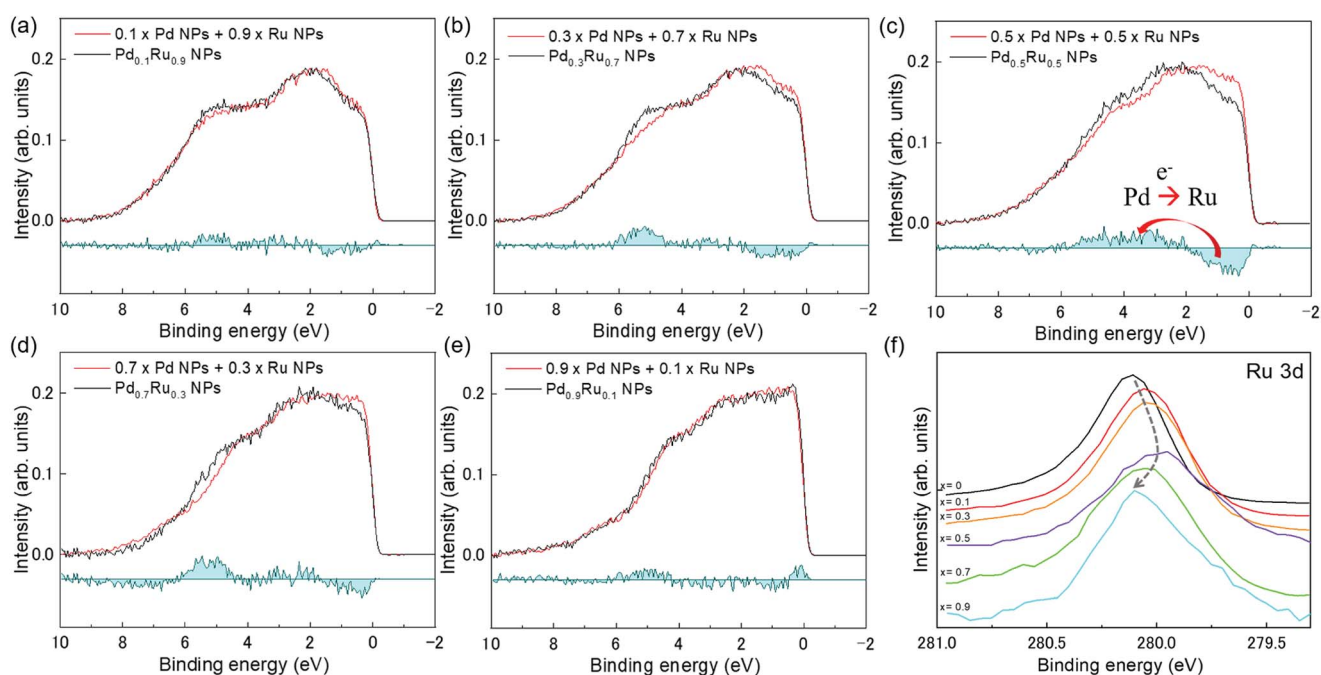 (a)
0.1 x Pd NPs + 0.9 x Ru NPs
Pd0.1Ru0.9 NPs
Intensity (arb. units)
0.2
0.1
0.0
10 8 6 4 2 0 −2
Binding energy (eV)
(b)
0.3 x Pd NPs + 0.7 x Ru NPs
Pd0.3Ru0.7 NPs
Intensity (arb. units)
0.2
0.1
0.0
10 8 6 4 2 0 −2
Binding energy (eV)
(c)
0.5 x Pd NPs + 0.5 x Ru NPs
Pd0.5Ru0.5 NPs
Intensity (arb. units)
0.2
0.1
0.0
e-
Pd → Ru
10 8 6 4 2 0 −2
Binding energy (eV)
(d)
0.7 x Pd NPs + 0.3 x Ru NPs
Pd0.7Ru0.3 NPs
Intensity (arb. units)
0.2
0.1
0.0
10 8 6 4 2 0 −2
Binding energy (eV)
(e)
0.9 x Pd NPs + 0.1 x Ru NPs
Pd0.9Ru0.1 NPs
Intensity (arb. units)
0.2
0.1
0.0
10 8 6 4 2 0 −2
Binding energy (eV)
(f)
Ru 3d
Intensity (arb. units)
x= 0
x= 0.1
x= 0.3
x= 0.5
x= 0.7
x= 0.9
281.0 280.5 280.0 279.5
Binding energy (eV)